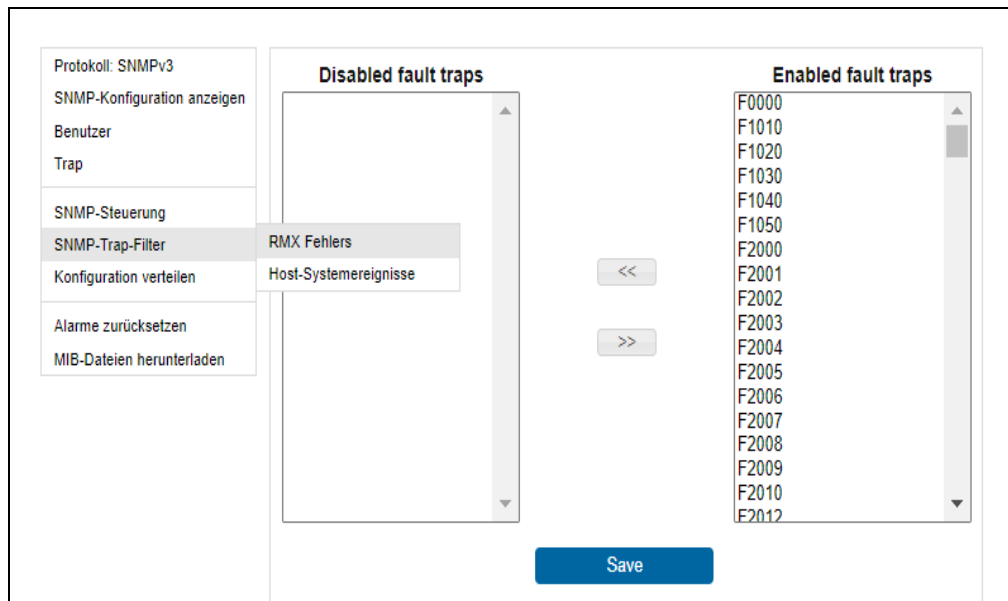 Protokoll: SNMPv3
SNMP-Konfiguration anzeigen
Benutzer
Trap
SNMP-Steuerung
SNMP-Trap-Filter
Konfiguration verteilen
Alarme zurücksetzen
MIB-Dateien herunterladen
RMX Fehlers
Host-Systemereignisse
Disabled fault traps
<<
>>
Enabled fault traps
F0000
F1010
F1020
F1030
F1040
F1050
F2000
F2001
F2002
F2003
F2004
F2005
F2006
F2007
F2008
F2009
F2010
F2012
Save